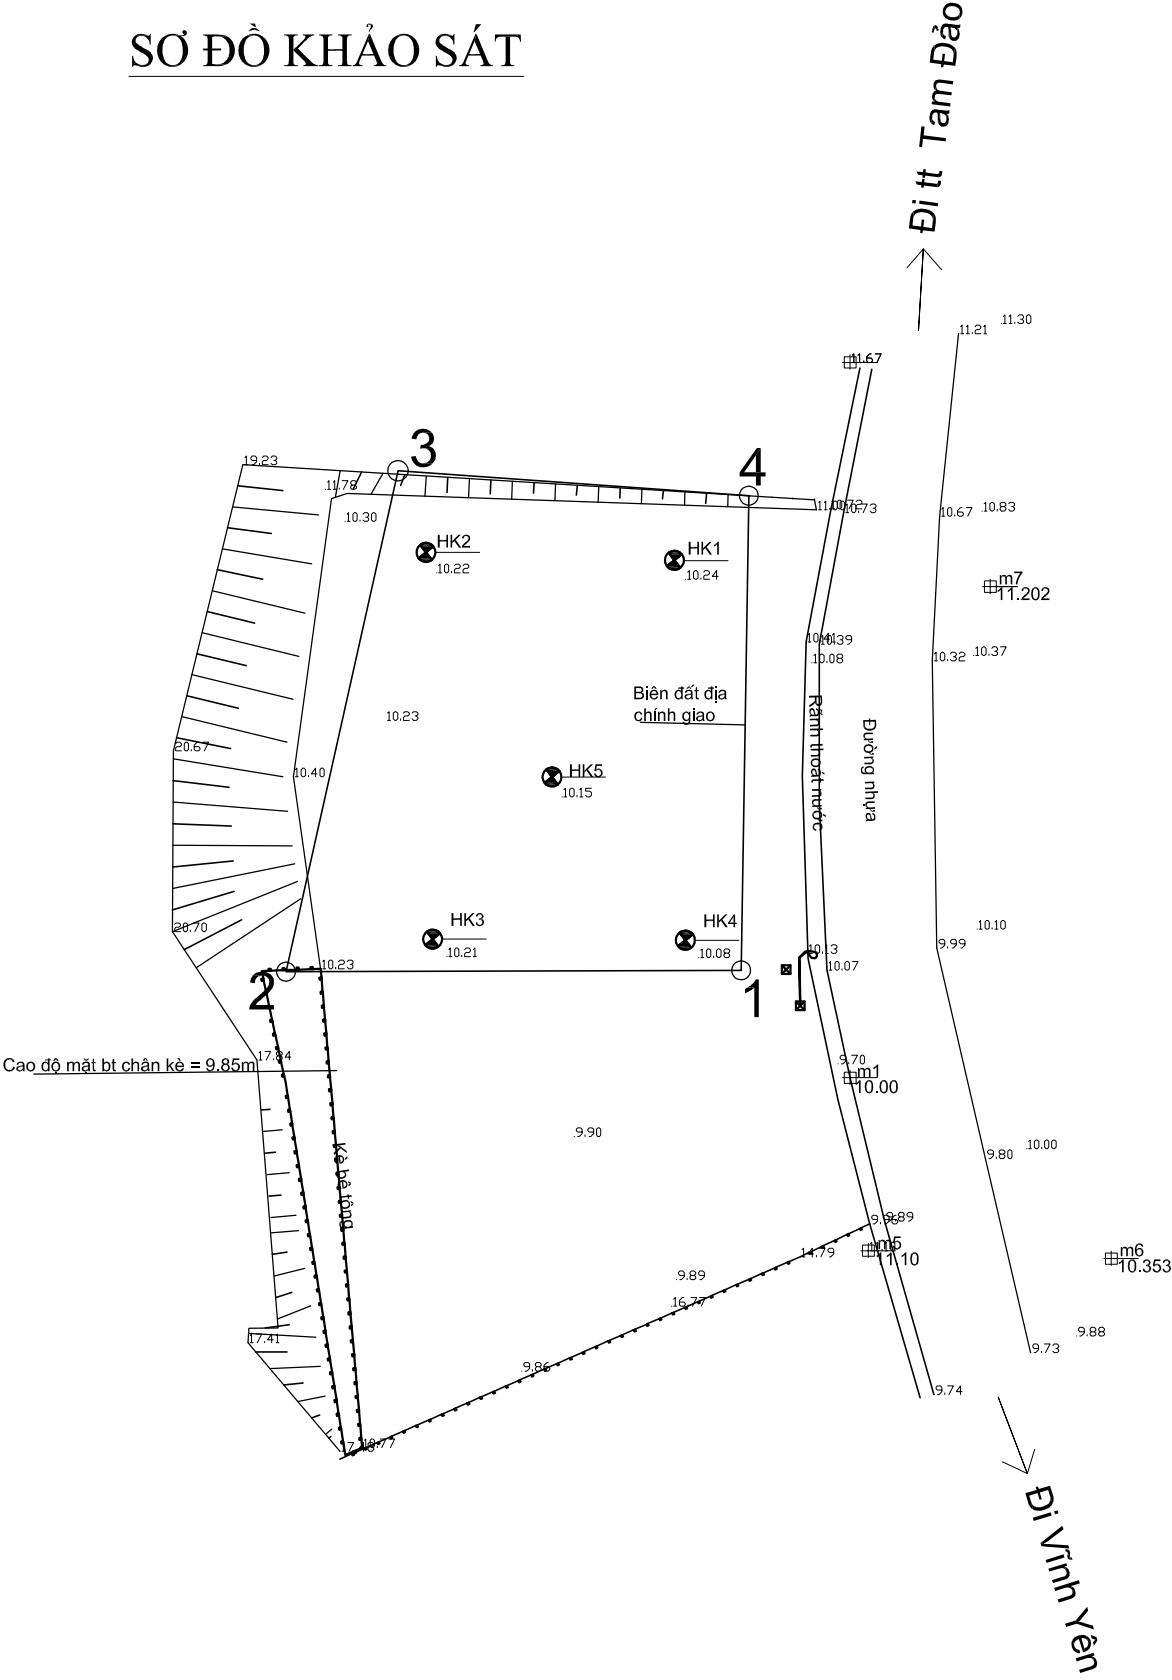 SƠ ĐỒ KHẢO SÁT
Đi tt Tam Đảo
11.30
11.21
11.67
3
4
19.23
11.78
11.00
10.73
10.67
10.83
10.30
HK2
10.22
HK1
10.24
m7
11.202
10.41
10.39
10.08
10.32
10.37
Biên đất địa
chính giao
10.23
Rãnh thoát nước
Đường nhựa
20.67
10.40
HK5
10.15
20.70
HK3
10.21
HK4
10.08
10.10
9.99
10.13
10.07
10.23
2
1
17.84
Cao độ mặt bt chân kè = 9.85m
9.70
m1
10.00
9.90
10.00
9.80
Kè bê tông
9.96
9.89
m5
11.10
14.79
m6
10.353
9.89
16.77
9.88
17.41
9.73
9.86
9.74
Đi Vĩnh Yên